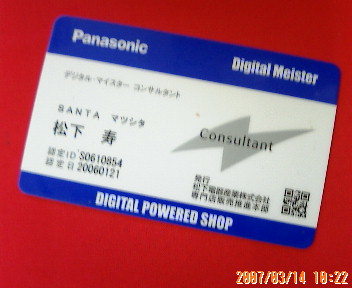 Panasonic
Digital Meister
デジタル・マイスター コンサルタント
SANTA マツシタ
松下 寿
Consultant
認定ID S0610854
認定日 20060121
発行
松下電器産業株式会社
専門店販売推進本部
DIGITAL POWERED SHOP
2007/03/14 10:22